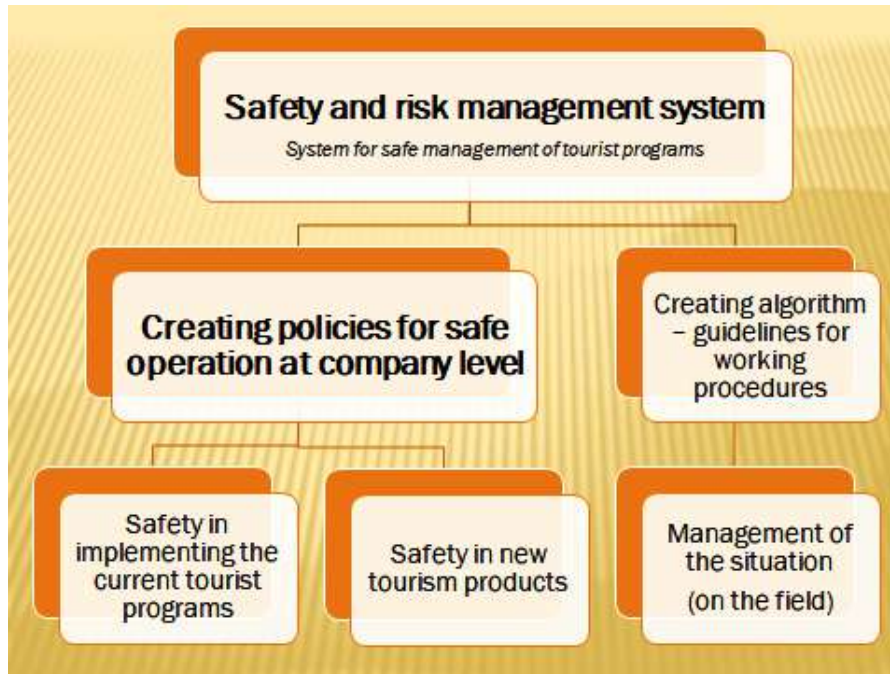 Safety and risk management system
System for safe management of tourist programs
Creating policies for safe
operation at company level
Creating algorithm
– guidelines for
working
procedures
Safety in
implementing the
current tourist
programs
Safety in new
tourism products
Management of
the situation
(on the field)